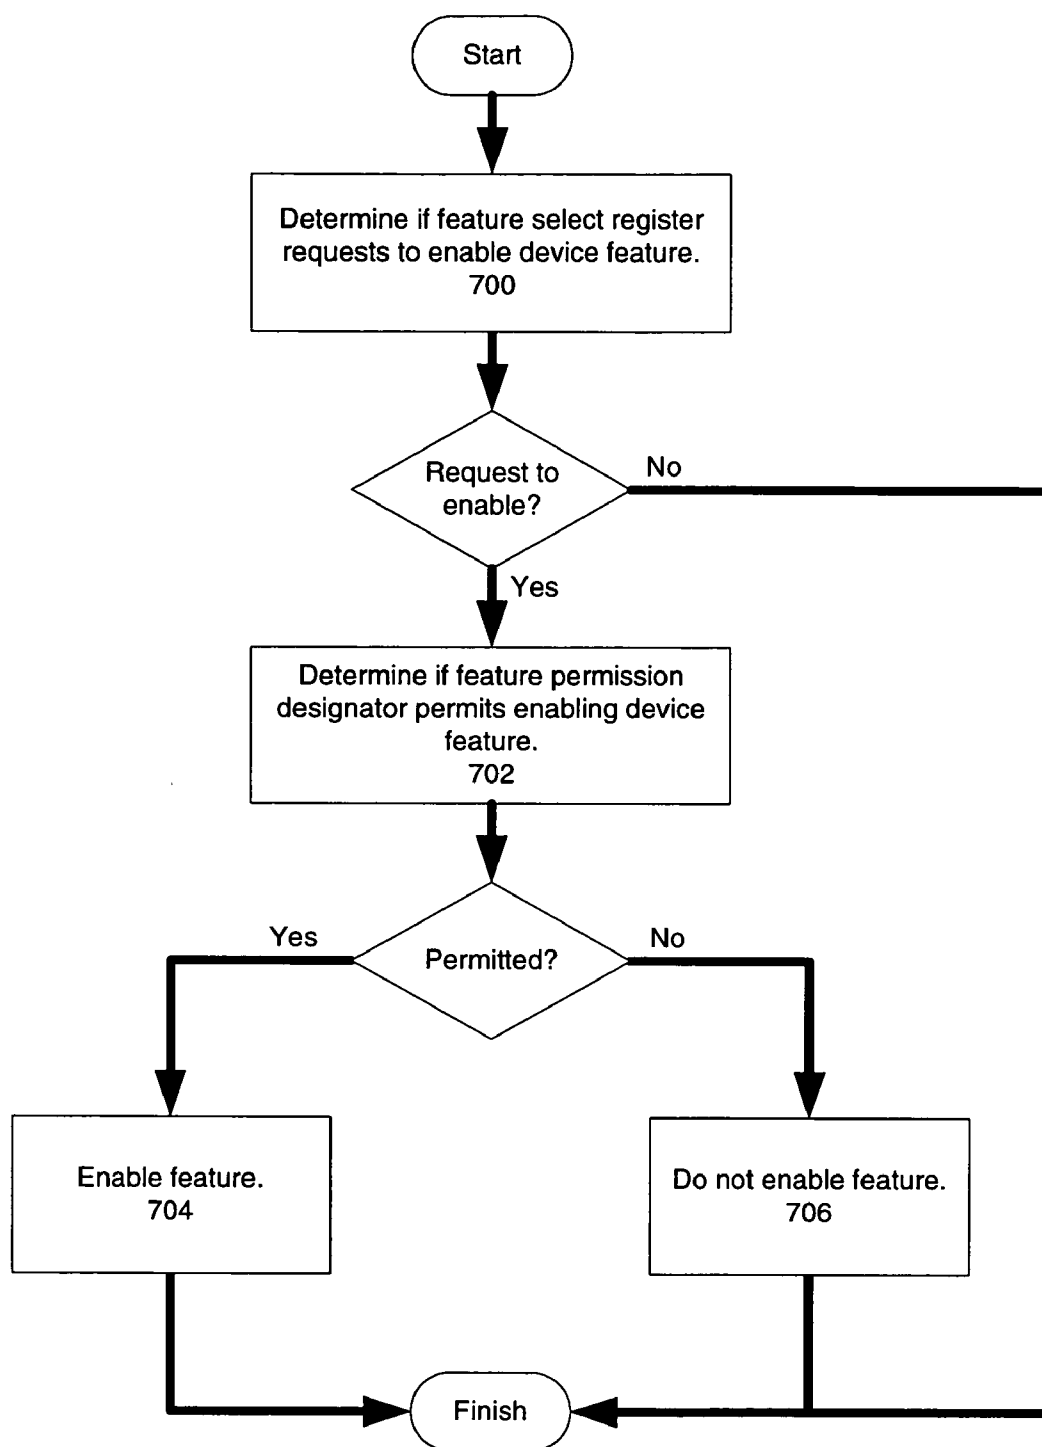 Start
Determine if feature select register
requests to enable device feature.
700
Request to
enable?
No
Yes
Determine if feature permission
designator permits enabling device
feature.
702
Yes
Permitted?
No
Enable feature.
704
Do not enable feature.
706
Finish